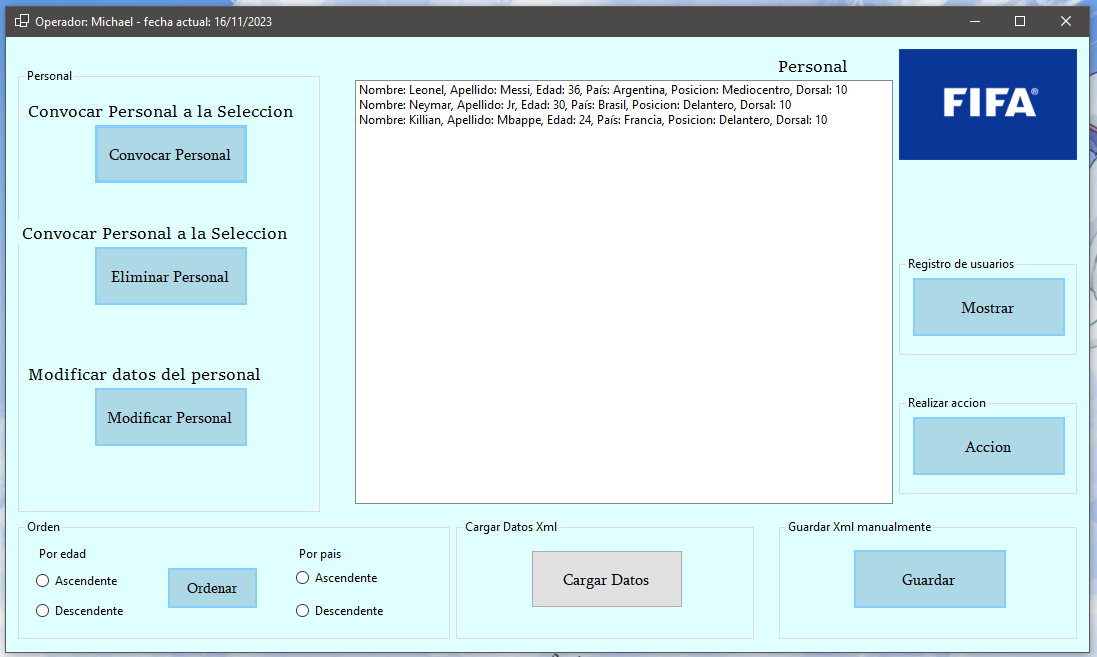 Operador: Michael - fecha actual: 16/11/2023
Personal
Convocar Personal a la Seleccion
Convocar Personal
Convocar Personal a la Seleccion
Eliminar Personal
Modificar datos del personal
Modificar Personal
Personal
Nombre: Leonel, Apellido: Messi, Edad: 36, País: Argentina, Posicion: Mediocentro, Dorsal: 10
Nombre: Neymar, Apellido: Jr, Edad: 30, País: Brasil, Posicion: Delantero, Dorsal: 10
Nombre: Killian, Apellido: Mbappe, Edad: 24, País: Francia, Posicion: Delantero, Dorsal: 10
FIFA®
Registro de usuarios
Mostrar
Realizar accion
Accion
Orden
Por edad
Ascendente
Descendente
Ordenar
Por pais
Ascendente
Descendente
Cargar Datos Xml
Cargar Datos
Guardar Xml manualmente
Guardar